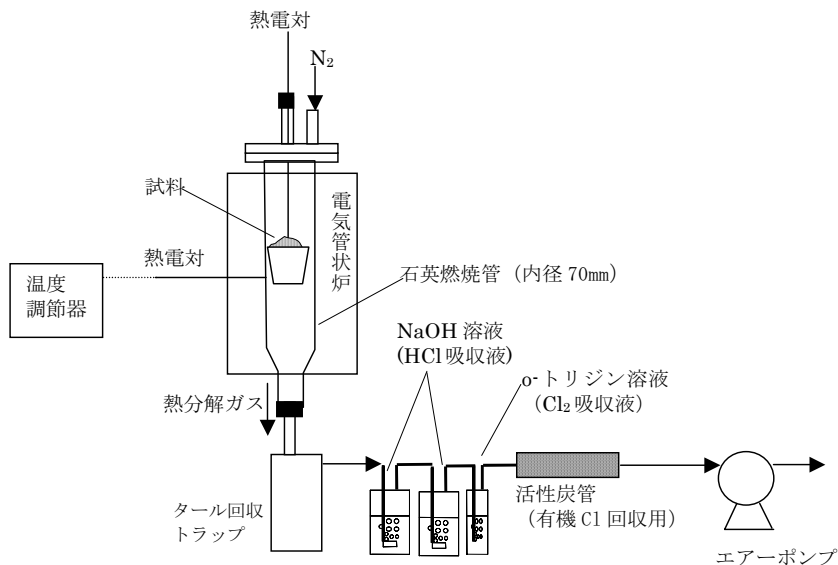 熱電対
N₂
試料
電気管状炉
熱電対
温度
調節器
石英燃焼管（内径 70mm）
NaOH 溶液
(HCl 吸収液)
o-トリジン溶液
（Cl₂ 吸収液）
熱分解ガス
タール回収
トラップ
活性炭管
（有機 Cl 回収用）
エアーポンプ